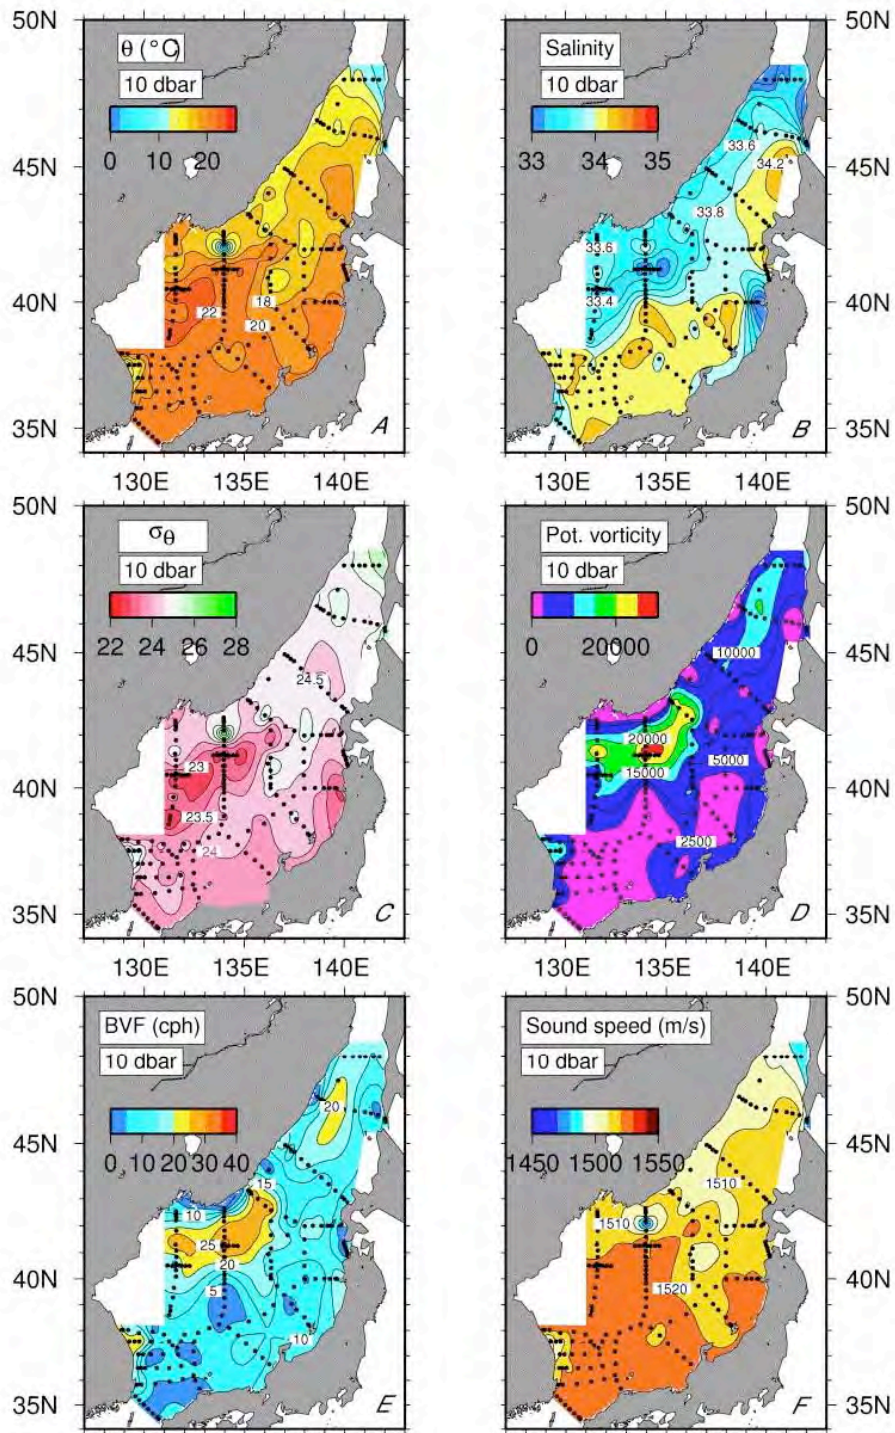 50N 50N
θ (°C) Salinity
10 dbar 10 dbar
0 10 20 33 34 35
45N 45N
33.6
34.2
33.8
33.6
40N 40N
18
33.4
22
20
35N 35N
A B
130E 135E 140E 130E 135E 140E
50N 50N
σθ Pot. vorticity
10 dbar 10 dbar
22 24 26 28 0 20000
45N 45N
10000
24.5
20000
23 5000
15000
40N 40N
23.5
24 2500
35N 35N
C D
130E 135E 140E 130E 135E 140E
50N 50N
BVF (cph) Sound speed (m/s)
10 dbar 10 dbar
20
0 10 20 30 40 1450 1500 1550
45N 45N
15 1510
10 1510
25
20
40N 40N
5 1520
10
35N 35N
E F